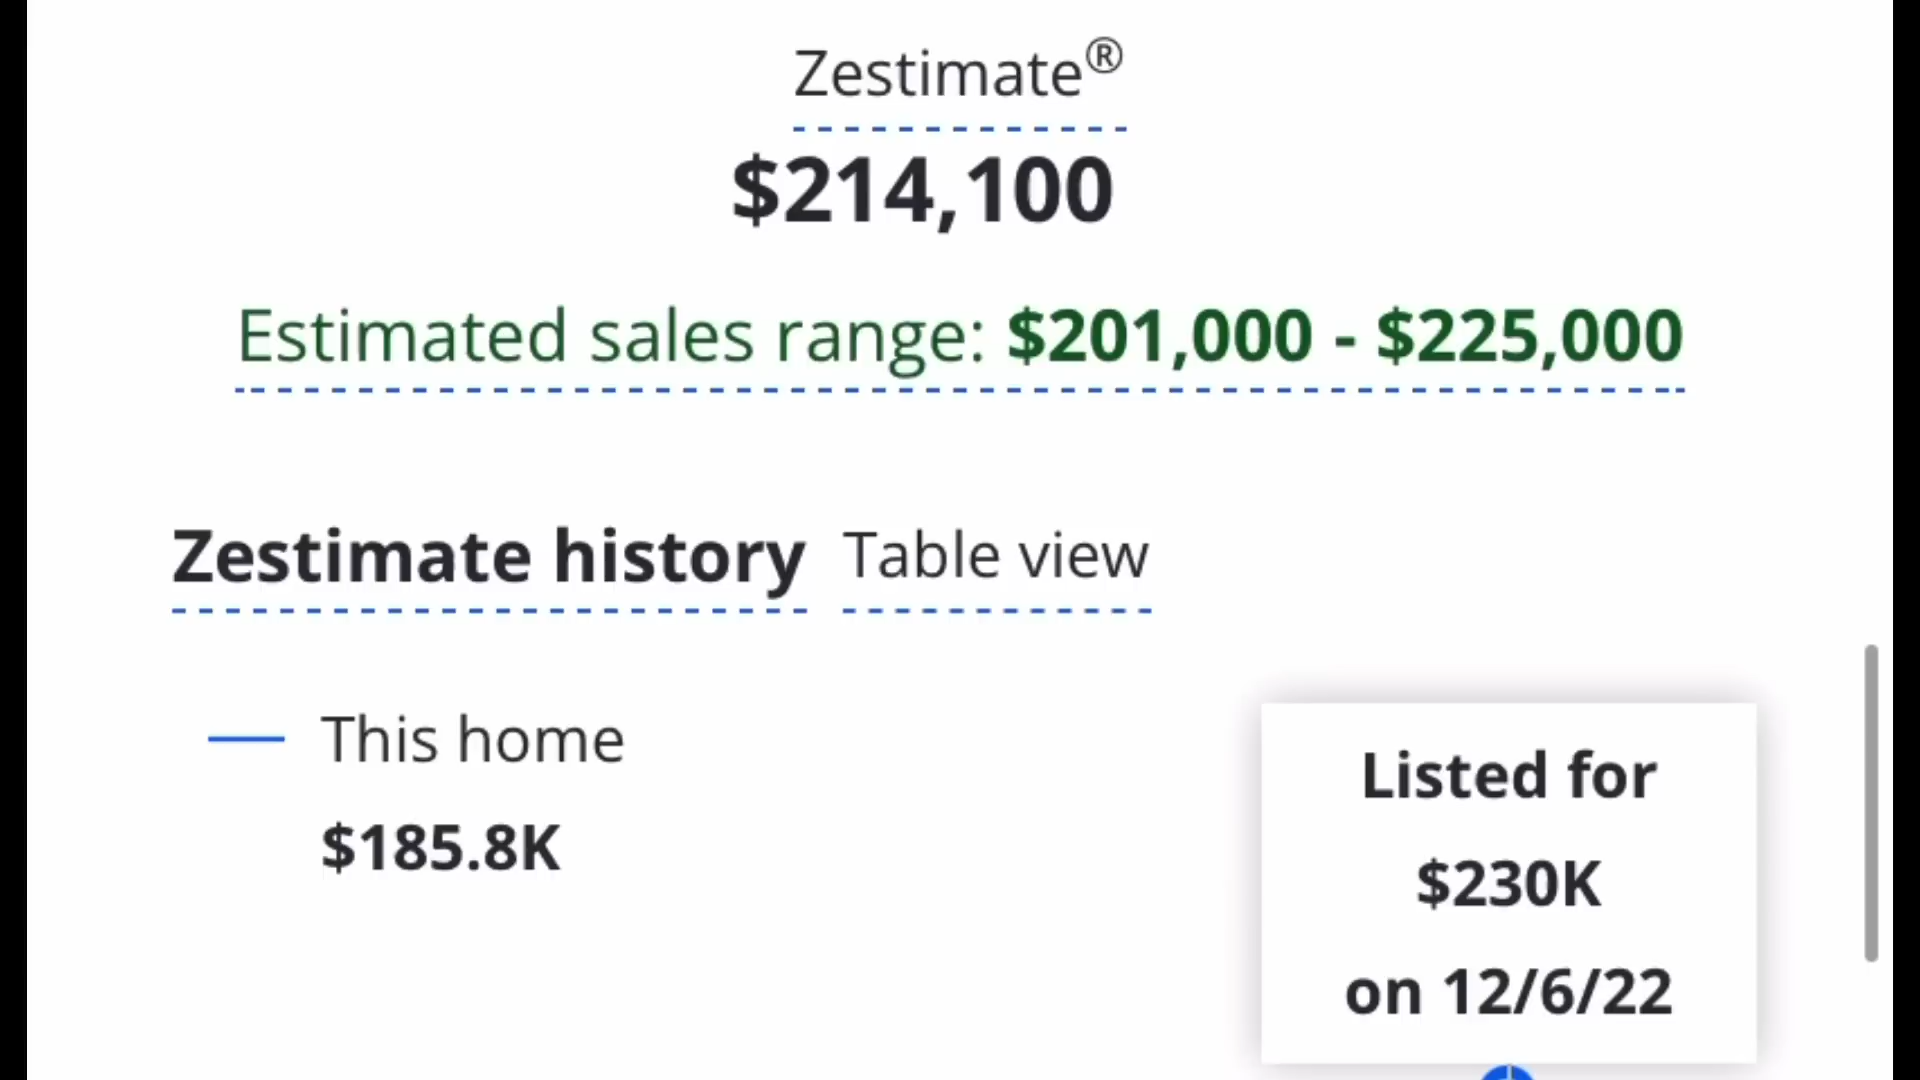 Zestimate®
$214,100
Estimated sales range: $201,000 - $225,000
Zestimate history Table view
This home
$185.8K
Listed for
$230K
on 12/6/22